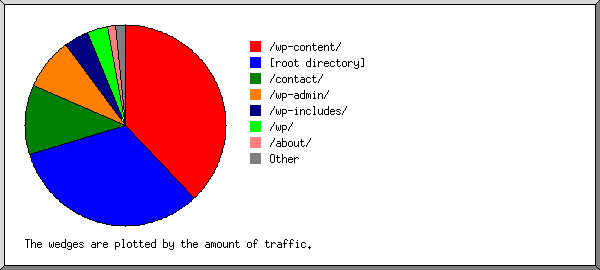 /wp-content/
[root directory]
/contact/
/wp-admin/
/wp-includes/
/wp/
/about/
Other
The wedges are plotted by the amount of traffic.